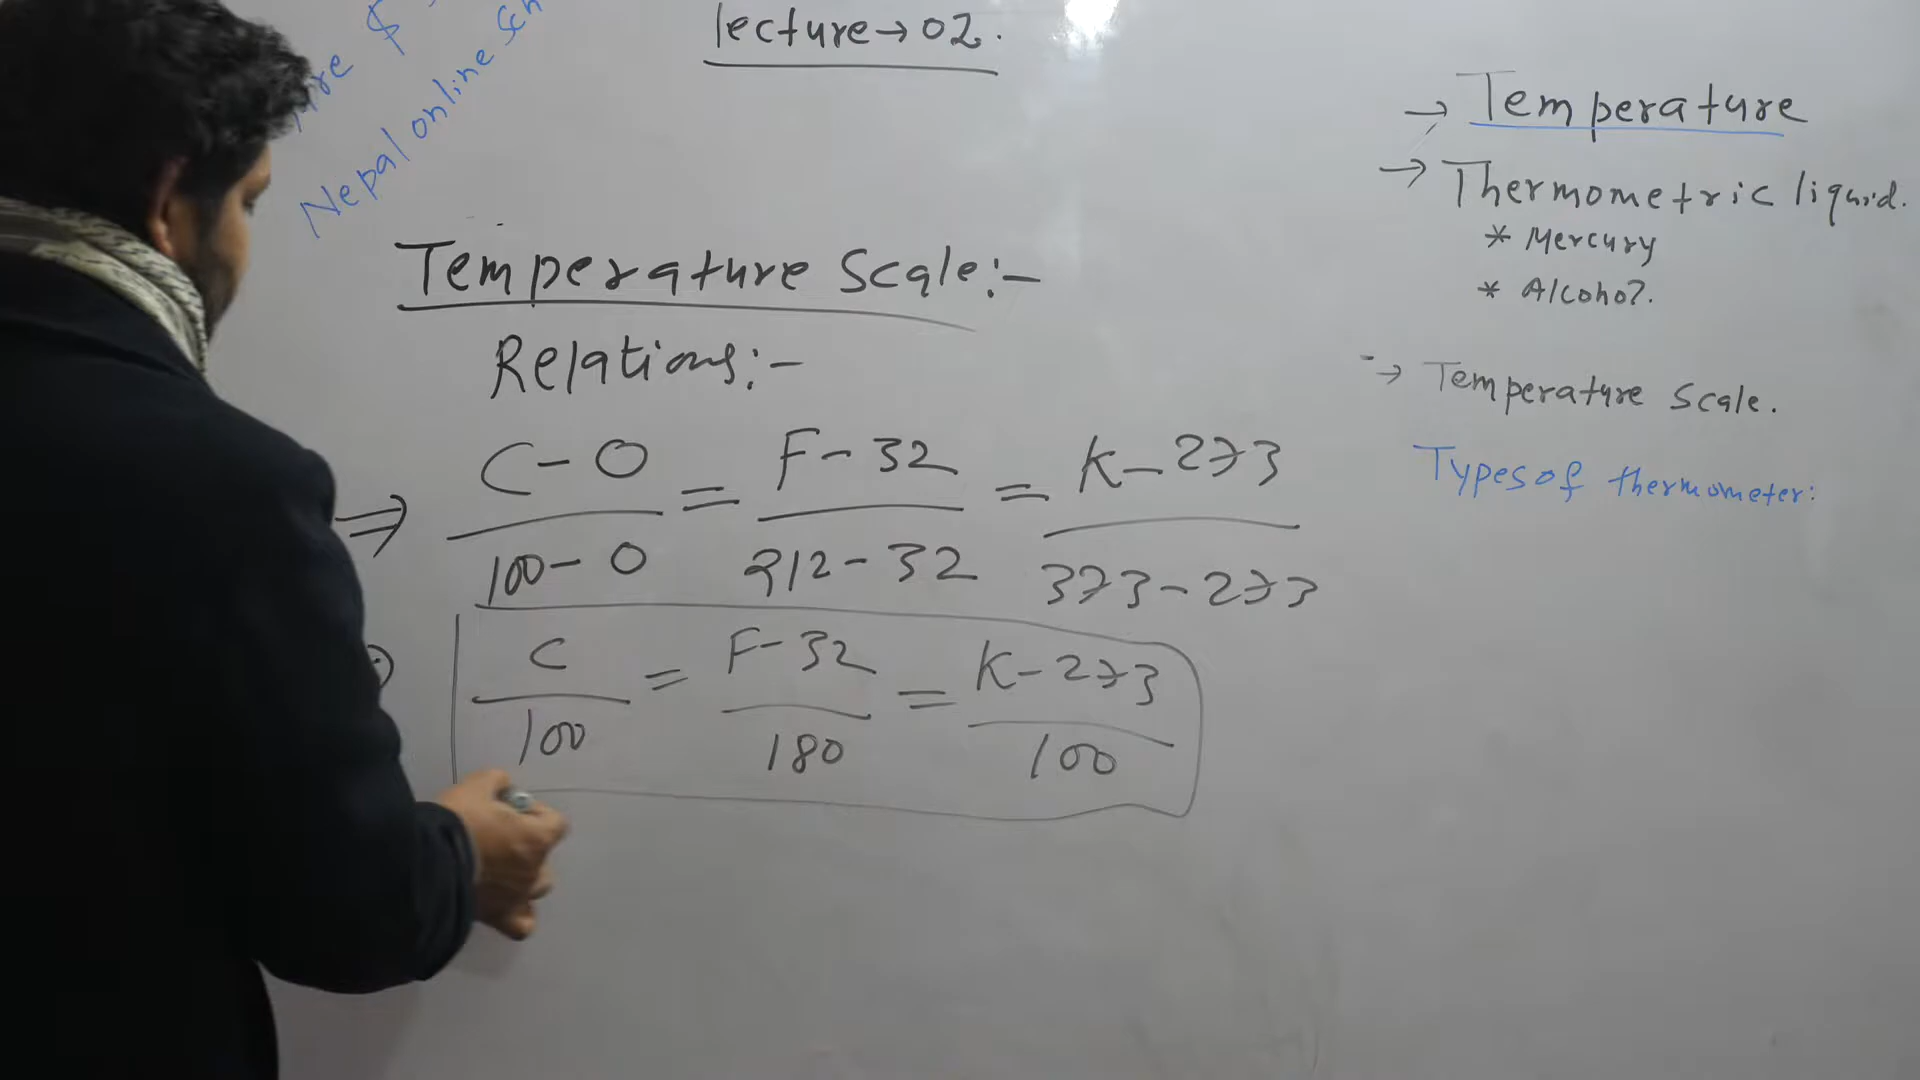 lecture→02.
Nepal online Sch
Temperature Scale:-
Relations:-
⇒ C-0/100-0 = F-32/212-32 = K-273/373-273
C/100 = F-32/180 = K-273/100
→ Temperature
→ Thermometric liquid.
* Mercury
* Alcohol.
→ Temperature Scale.
Types of thermometer: